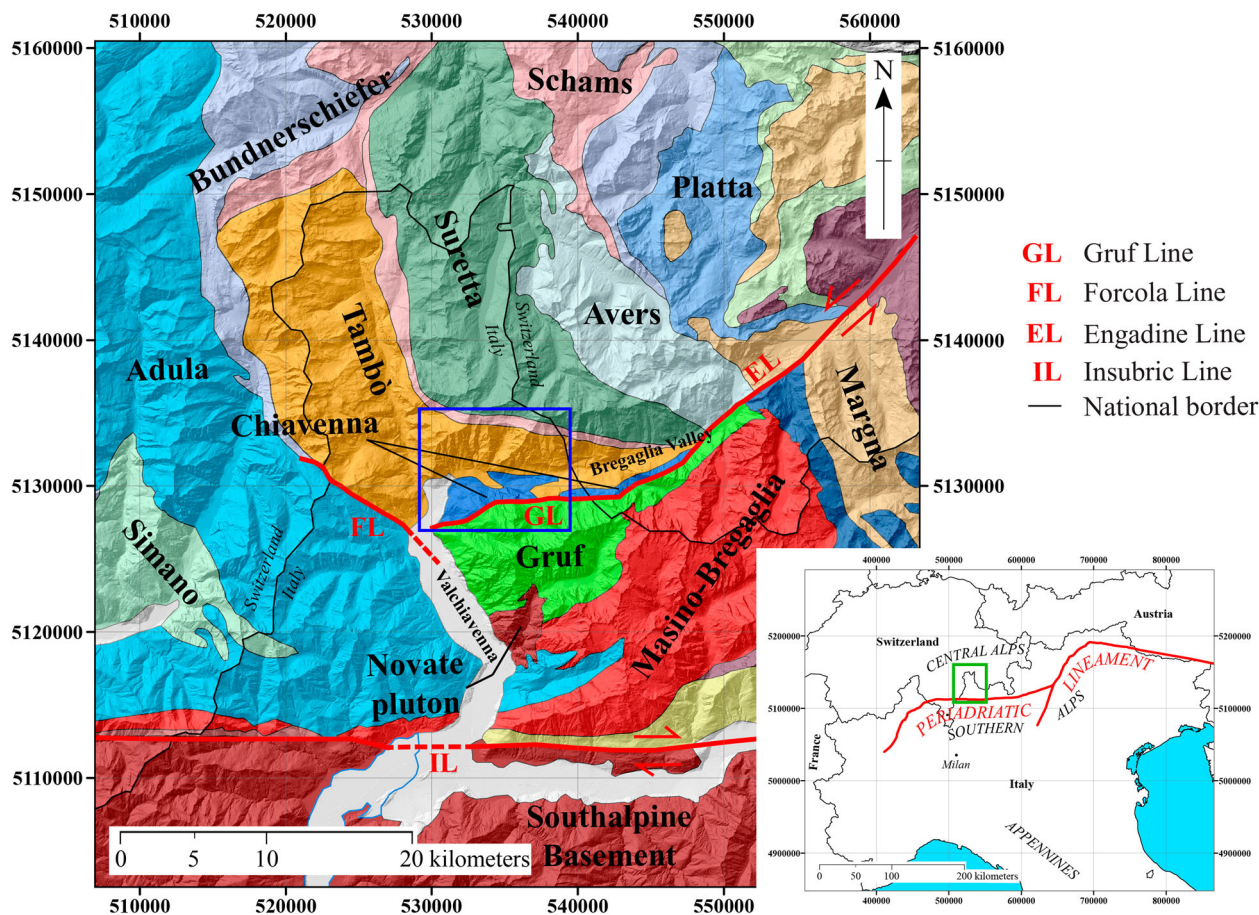 510000 520000 530000 540000 550000 560000
5160000 5160000
N
Schams
Bundnerschiefer
5150000 5150000
Platta
Suretta
GL Gruf Line
FL Forcola Line
EL Engadine Line
IL Insubric Line
National border
Tambò
Avers
Switzerland
Italy
5140000 5140000
Adula
EL
Margna
Chiavenna
Bregaglia Valley
5130000 5130000
FL
GL
Gruf
Simano
Switzerland
Italy
Valchiavenna
Masino-Bregaglia
5120000
Novate
pluton
IL
5110000
Southalpine
Basement
0 5 10 20 kilometers
510000 520000 530000 540000 550000
400000 500000 600000 700000 800000
Austria
5200000 5200000
Switzerland
CENTRAL ALPS
LINEAMENT
PERIADRIATIC
ALPS
SOUTHERN
5100000 5100000
France
Milan
5000000 5000000
Italy
APPENNINES
4900000 4900000
0 100 200 kilometers
400000 500000 600000 700000 800000